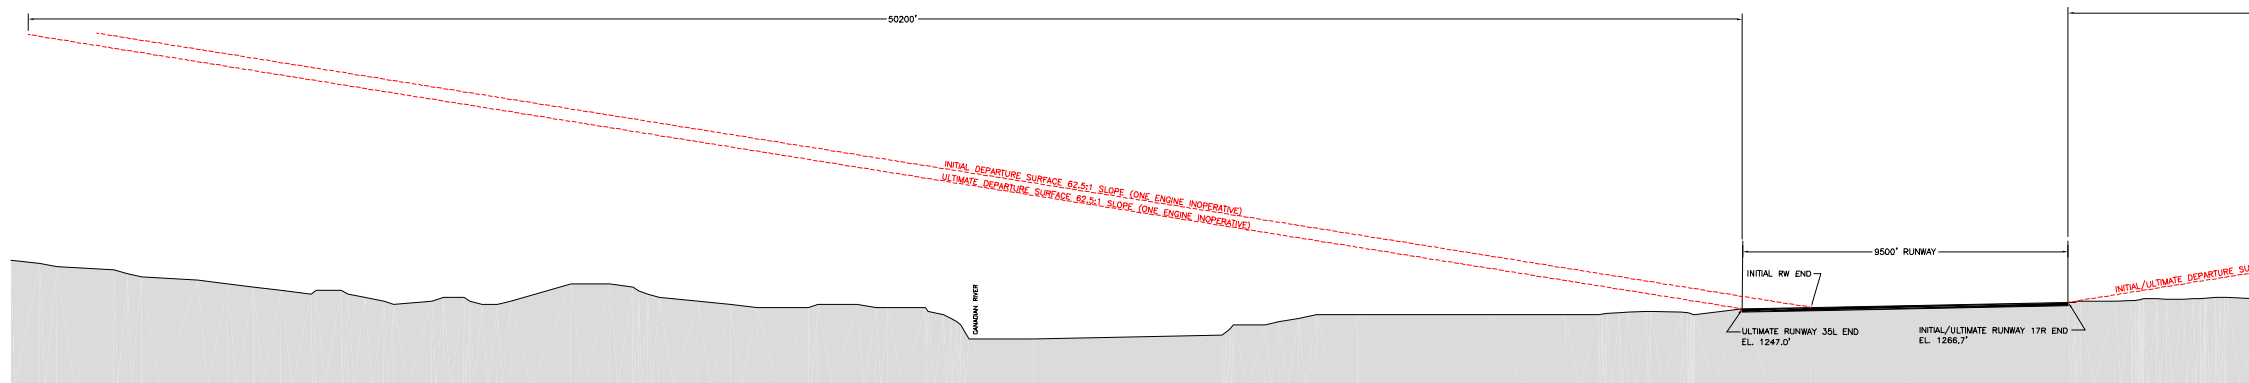 50200'
INITIAL DEPARTURE SURFACE 62.5:1 SLOPE (ONE ENGINE INOPERATIVE)
ULTIMATE DEPARTURE SURFACE 62.5:1 SLOPE (ONE ENGINE INOPERATIVE)
9500' RUNWAY
INITIAL RW END
INITIAL/ULTIMATE DEPARTURE SU
CANADIAN RIVER
ULTIMATE RUNWAY 35L END
EL. 1247.0'
INITIAL/ULTIMATE RUNWAY 17R END
EL. 1266.7'